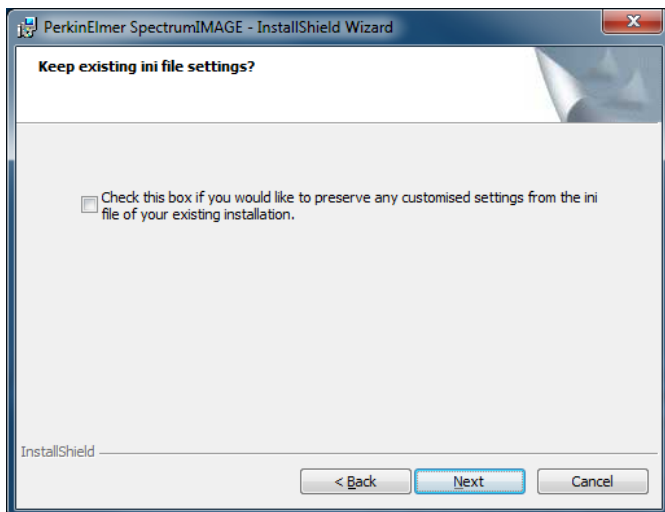 PerkinElmer SpectrumIMAGE - InstallShield Wizard
Keep existing ini file settings?
Check this box if you would like to preserve any customised settings from the ini
file of your existing installation.
InstallShield
< Back
Next
Cancel